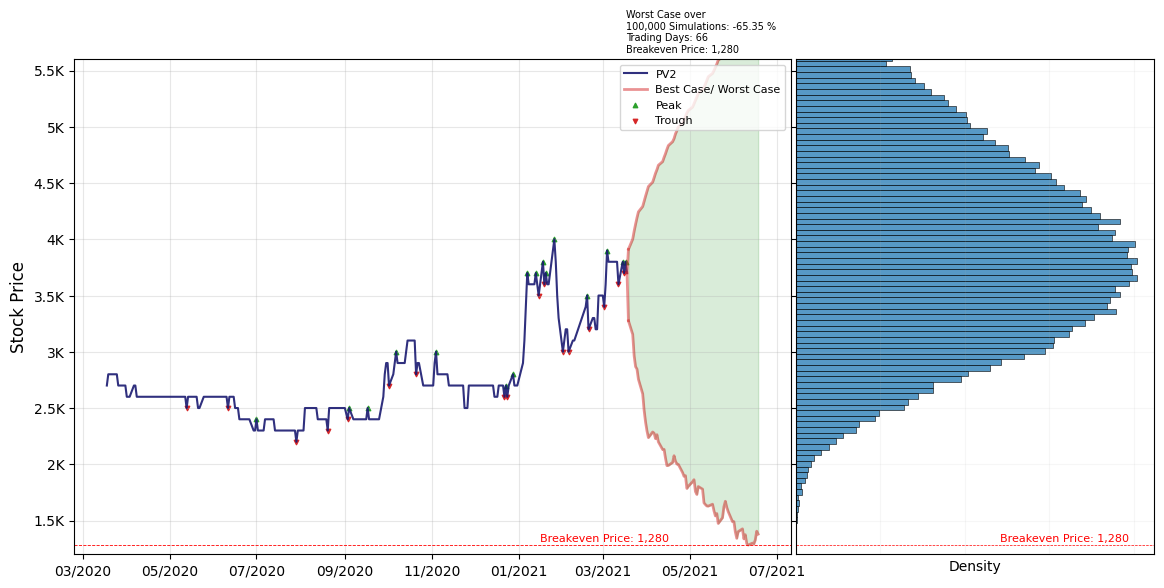 Worst Case over
100,000 Simulations: -65.35 %
Trading Days: 66
Breakeven Price: 1,280
PV2
Best Case/ Worst Case
Peak
Trough
Stock Price
5.5K
5K
4.5K
4K
3.5K
3K
2.5K
2K
1.5K
Breakeven Price: 1,280
Breakeven Price: 1,280
03/2020 05/2020 07/2020 09/2020 11/2020 01/2021 03/2021 05/2021 07/2021
Density